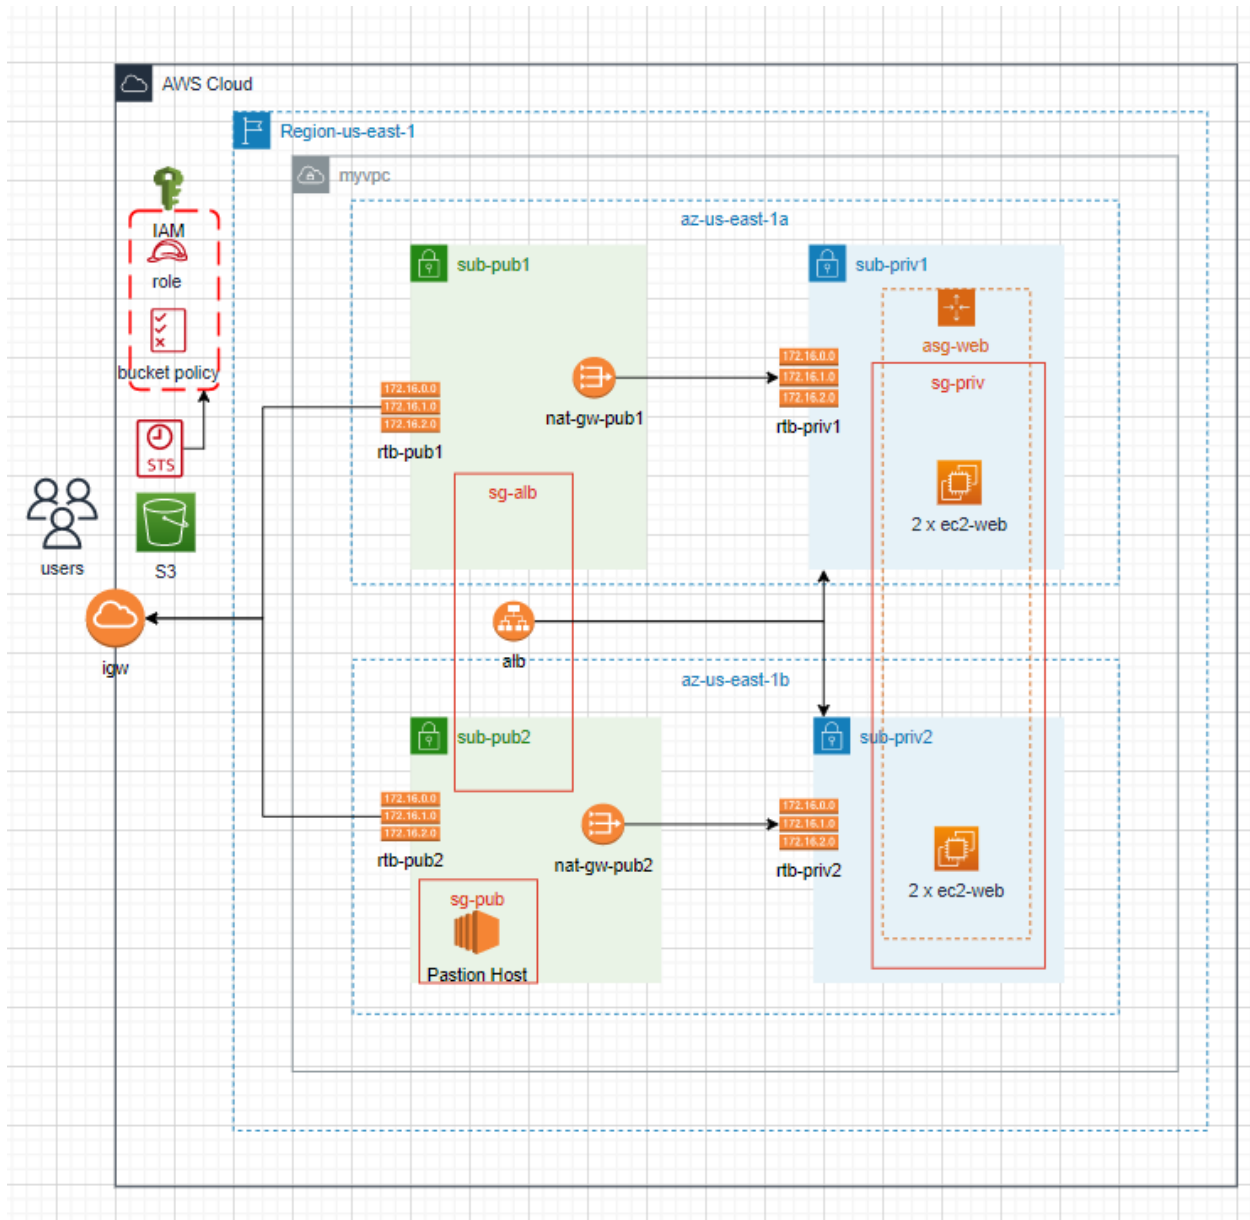 AWS Cloud
Region-us-east-1
myvpc
az-us-east-1a
IAM
role
bucket policy
STS
S3
users
igw
sub-pub1
172.16.0.0
172.16.1.0
172.16.2.0
rtb-pub1
nat-gw-pub1
sub-priv1
172.16.0.0
172.16.1.0
172.16.2.0
rtb-priv1
asg-web
sg-priv
2 x ec2-web
sg-alb
alb
az-us-east-1b
sub-pub2
172.16.0.0
172.16.1.0
172.16.2.0
rtb-pub2
nat-gw-pub2
sg-pub
Pastion Host
sub-priv2
172.16.0.0
172.16.1.0
172.16.2.0
rtb-priv2
2 x ec2-web